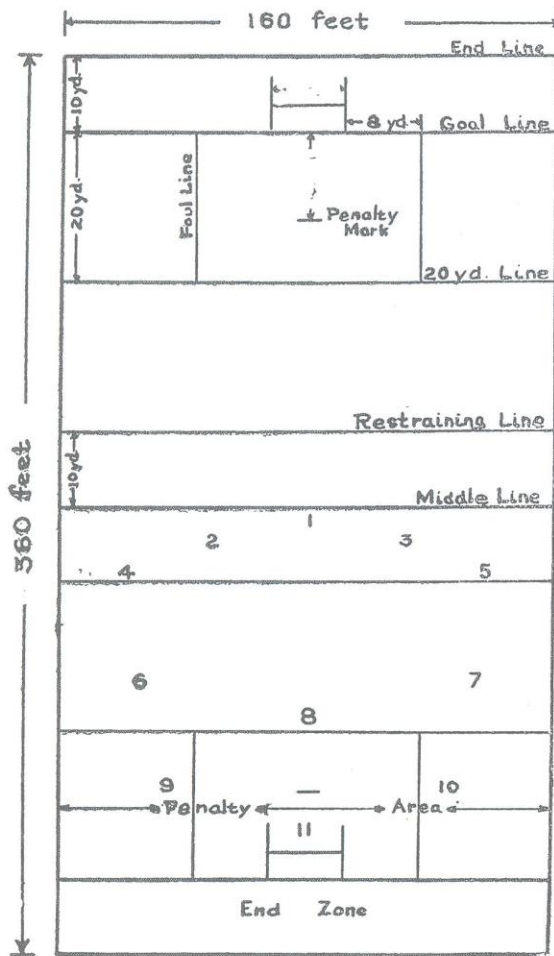 160 feet
End Line
10 yd.
8 yd.
Goal Line
20 yd.
Foul Line
Penalty
Mark
20 yd. Line
Restraining Line
10 yd.
Middle Line
360 feet
1
2
3
4
5
6
7
8
9
10
Penalty
Area
11
End Zone